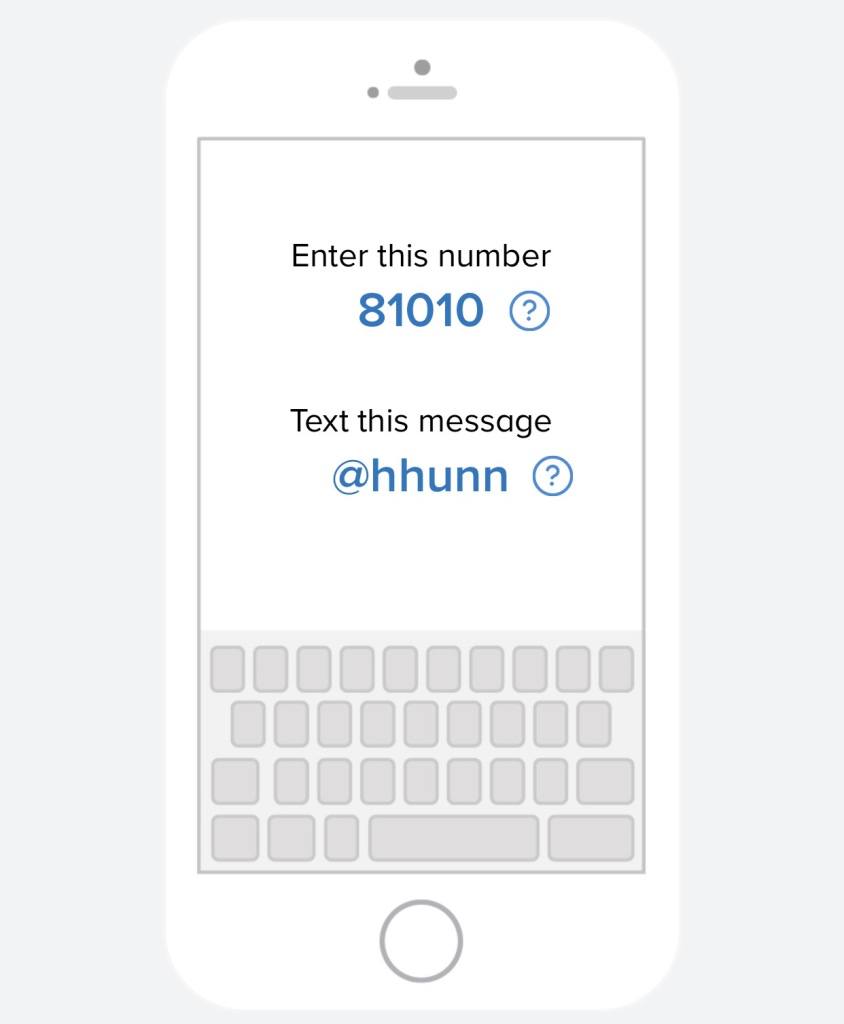 Enter this number
81010 ?
Text this message
@hhunn ?